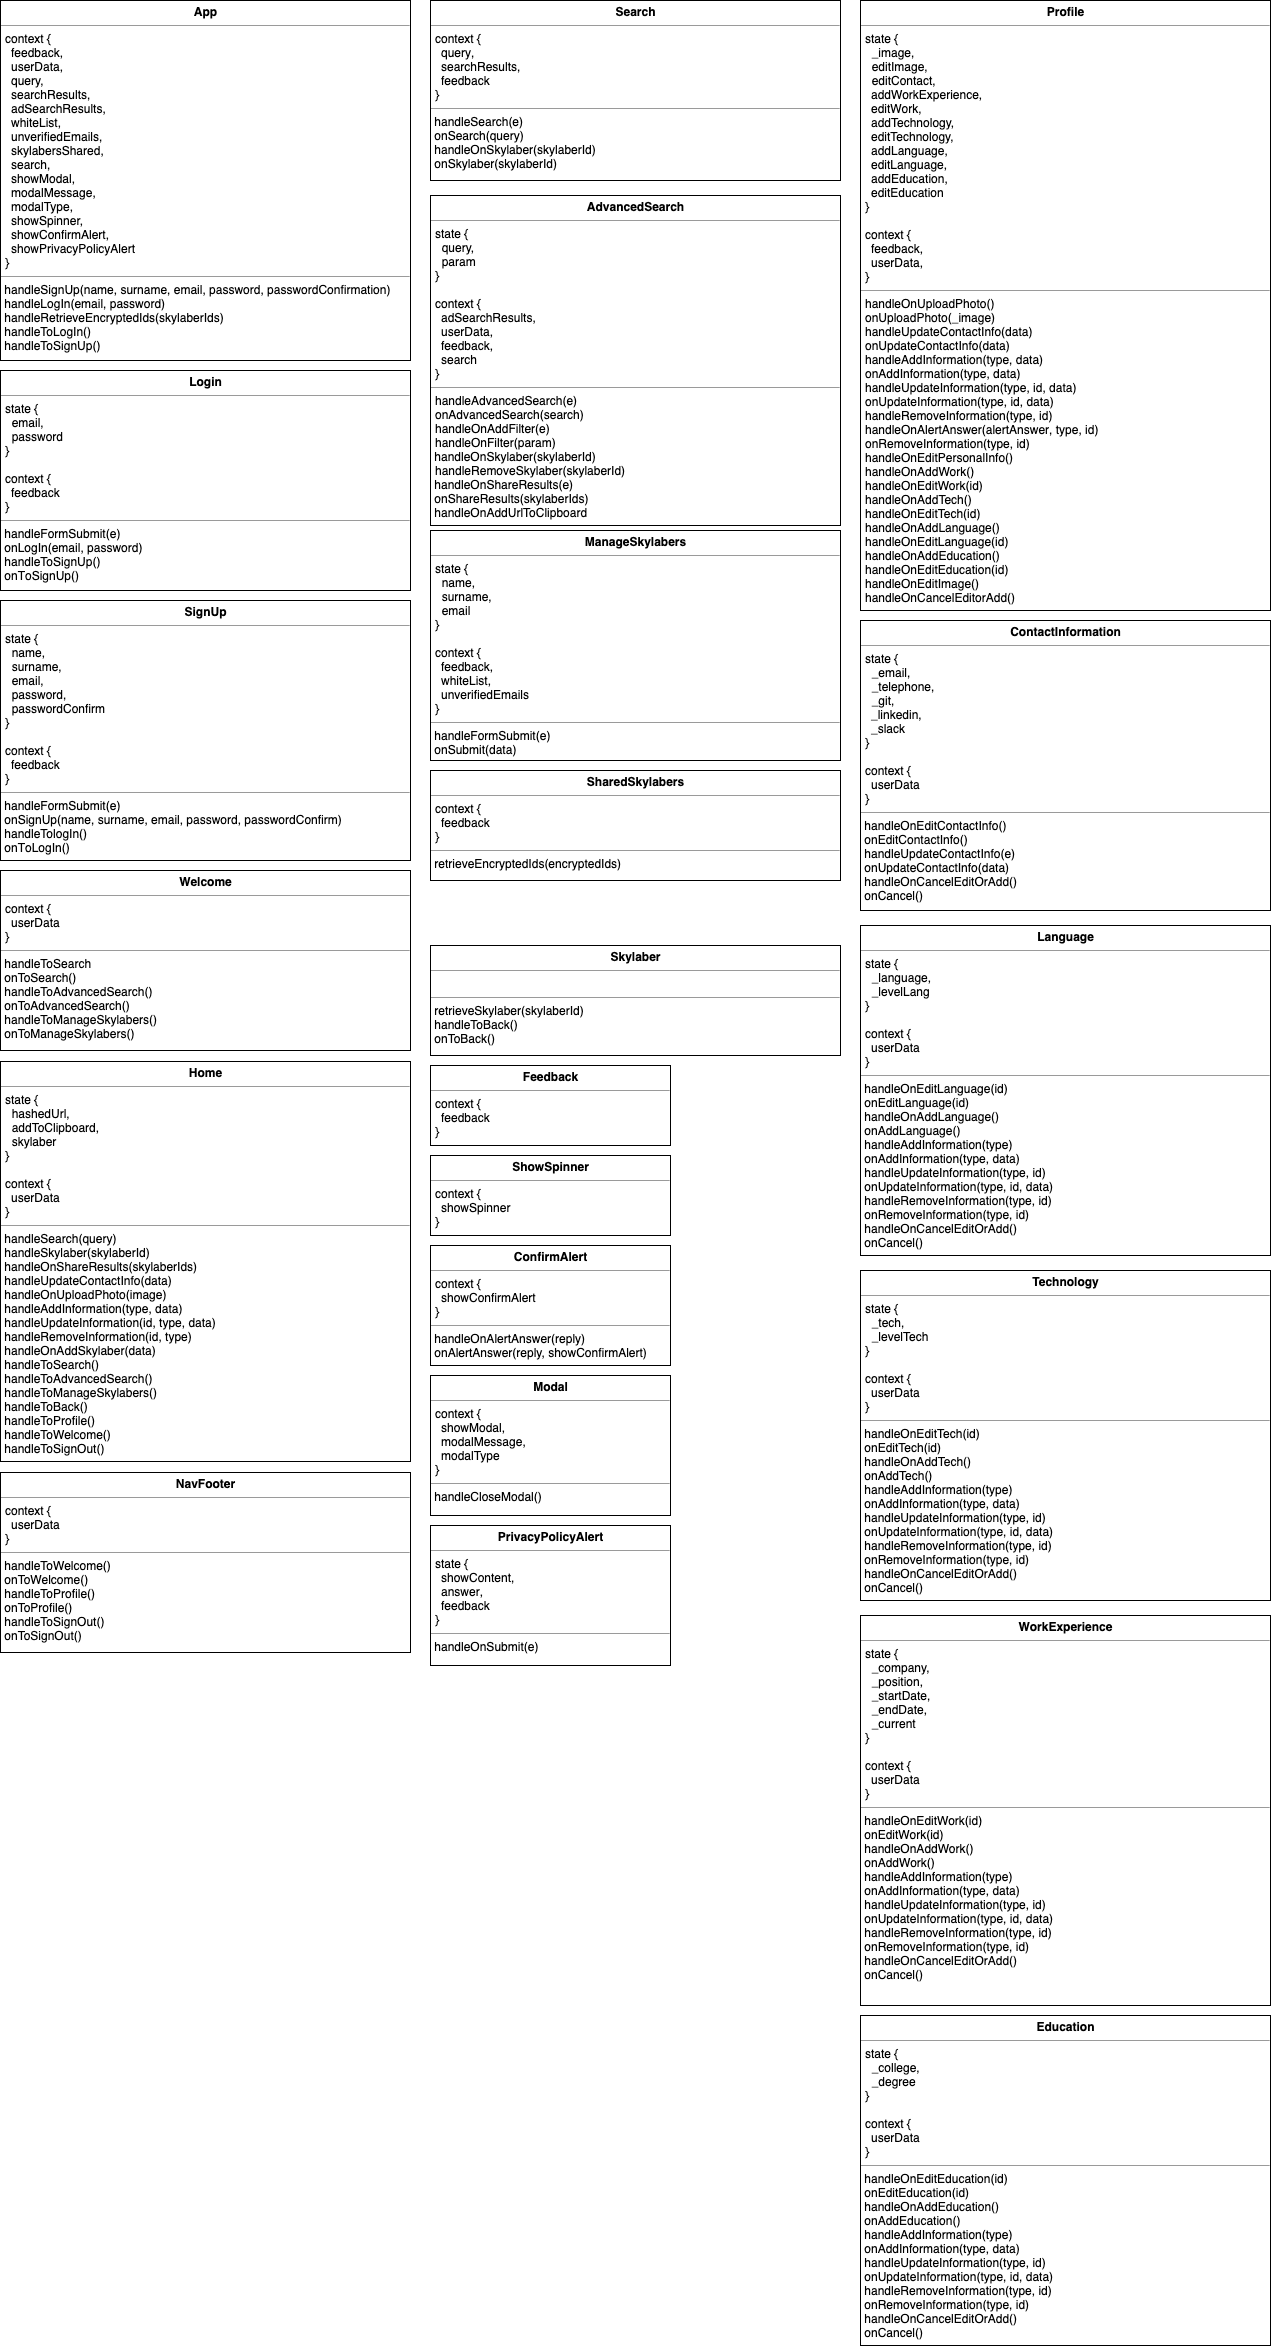 App
context {
feedback,
userData,
query,
searchResults,
adSearchResults,
whiteList,
unverifiedEmails,
skylabersShared,
search,
showModal,
modalMessage,
modalType,
showSpinner,
showConfirmAlert,
showPrivacyPolicyAlert
}
handleSignUp(name, surname, email, password, passwordConfirmation)
handleLogIn(email, password)
handleRetrieveEncryptedIds(skylaberIds)
handleToLogIn()
handleToSignUp()
Login
state {
email,
password
}
context {
feedback
}
handleFormSubmit(e)
onLogIn(email, password)
handleToSignUp()
onToSignUp()
SignUp
state {
name,
surname,
email,
password,
passwordConfirm
}
context {
feedback
}
handleFormSubmit(e)
onSignUp(name, surname, email, password, passwordConfirm)
handleTologIn()
onToLogIn()
Welcome
context {
userData
}
handleToSearch
onToSearch()
handleToAdvancedSearch()
onToAdvancedSearch()
handleToManageSkylabers()
onToManageSkylabers()
Home
state {
hashedUrl,
addToClipboard,
skylaber
}
context {
userData
}
handleSearch(query)
handleSkylaber(skylaberId)
handleOnShareResults(skylaberIds)
handleUpdateContactInfo(data)
handleOnUploadPhoto(image)
handleAddInformation(type, data)
handleUpdateInformation(id, type, data)
handleRemoveInformation(id, type)
handleOnAddSkylaber(data)
handleToSearch()
handleToAdvancedSearch()
handleToManageSkylabers()
handleToBack()
handleToProfile()
handleToWelcome()
handleToSignOut()
NavFooter
context {
userData
}
handleToWelcome()
onToWelcome()
handleToProfile()
onToProfile()
handleToSignOut()
onToSignOut()
Search
context {
query,
searchResults,
feedback
}
handleSearch(e)
onSearch(query)
handleOnSkylaber(skylaberId)
onSkylaber(skylaberId)
AdvancedSearch
state {
query,
param
}
context {
adSearchResults,
userData,
feedback,
search
}
handleAdvancedSearch(e)
onAdvancedSearch(search)
handleOnAddFilter(e)
handleOnFilter(param)
handleOnSkylaber(skylaberId)
handleRemoveSkylaber(skylaberId)
handleOnShareResults(e)
onShareResults(skylaberIds)
handleOnAddUrlToClipboard
ManageSkylabers
state {
name,
surname,
email
}
context {
feedback,
whiteList,
unverifiedEmails
}
handleFormSubmit(e)
onSubmit(data)
SharedSkylabers
context {
feedback
}
retrieveEncryptedIds(encryptedIds)
Skylaber
retrieveSkylaber(skylaberId)
handleToBack()
onToBack()
Feedback
context {
feedback
}
ShowSpinner
context {
showSpinner
}
ConfirmAlert
context {
showConfirmAlert
}
handleOnAlertAnswer(reply)
onAlertAnswer(reply, showConfirmAlert)
Modal
context {
showModal,
modalMessage,
modalType
}
handleCloseModal()
PrivacyPolicyAlert
state {
showContent,
answer,
feedback
}
handleOnSubmit(e)
Profile
state {
_image,
editImage,
editContact,
addWorkExperience,
editWork,
addTechnology,
editTechnology,
addLanguage,
editLanguage,
addEducation,
editEducation
}
context {
feedback,
userData,
}
handleOnUploadPhoto()
onUploadPhoto(_image)
handleUpdateContactInfo(data)
onUpdateContactInfo(data)
handleAddInformation(type, data)
onAddInformation(type, data)
handleUpdateInformation(type, id, data)
onUpdateInformation(type, id, data)
handleRemoveInformation(type, id)
handleOnAlertAnswer(alertAnswer, type, id)
onRemoveInformation(type, id)
handleOnEditPersonalInfo()
handleOnAddWork()
handleOnEditWork(id)
handleOnAddTech()
handleOnEditTech(id)
handleOnAddLanguage()
handleOnEditLanguage(id)
handleOnAddEducation()
handleOnEditEducation(id)
handleOnEditImage()
handleOnCancelEditorAdd()
ContactInformation
state {
_email,
_telephone,
_git,
_linkedin,
_slack
}
context {
userData
}
handleOnEditContactInfo()
onEditContactInfo()
handleUpdateContactInfo(e)
onUpdateContactInfo(data)
handleOnCancelEditOrAdd()
onCancel()
Language
state {
_language,
_levelLang
}
context {
userData
}
handleOnEditLanguage(id)
onEditLanguage(id)
handleOnAddLanguage()
onAddLanguage()
handleAddInformation(type)
onAddInformation(type, data)
handleUpdateInformation(type, id)
onUpdateInformation(type, id, data)
handleRemoveInformation(type, id)
onRemoveInformation(type, id)
handleOnCancelEditOrAdd()
onCancel()
Technology
state {
_tech,
_levelTech
}
context {
userData
}
handleOnEditTech(id)
onEditTech(id)
handleOnAddTech()
onAddTech()
handleAddInformation(type)
onAddInformation(type, data)
handleUpdateInformation(type, id)
onUpdateInformation(type, id, data)
handleRemoveInformation(type, id)
onRemoveInformation(type, id)
handleOnCancelEditOrAdd()
onCancel()
WorkExperience
state {
_company,
_position,
_startDate,
_endDate,
_current
}
context {
userData
}
handleOnEditWork(id)
onEditWork(id)
handleOnAddWork()
onAddWork()
handleAddInformation(type)
onAddInformation(type, data)
handleUpdateInformation(type, id)
onUpdateInformation(type, id, data)
handleRemoveInformation(type, id)
onRemoveInformation(type, id)
handleOnCancelEditOrAdd()
onCancel()
Education
state {
_college,
_degree
}
context {
userData
}
handleOnEditEducation(id)
onEditEducation(id)
handleOnAddEducation()
onAddEducation()
handleAddInformation(type)
onAddInformation(type, data)
handleUpdateInformation(type, id)
onUpdateInformation(type, id, data)
handleRemoveInformation(type, id)
onRemoveInformation(type, id)
handleOnCancelEditOrAdd()
onCancel()